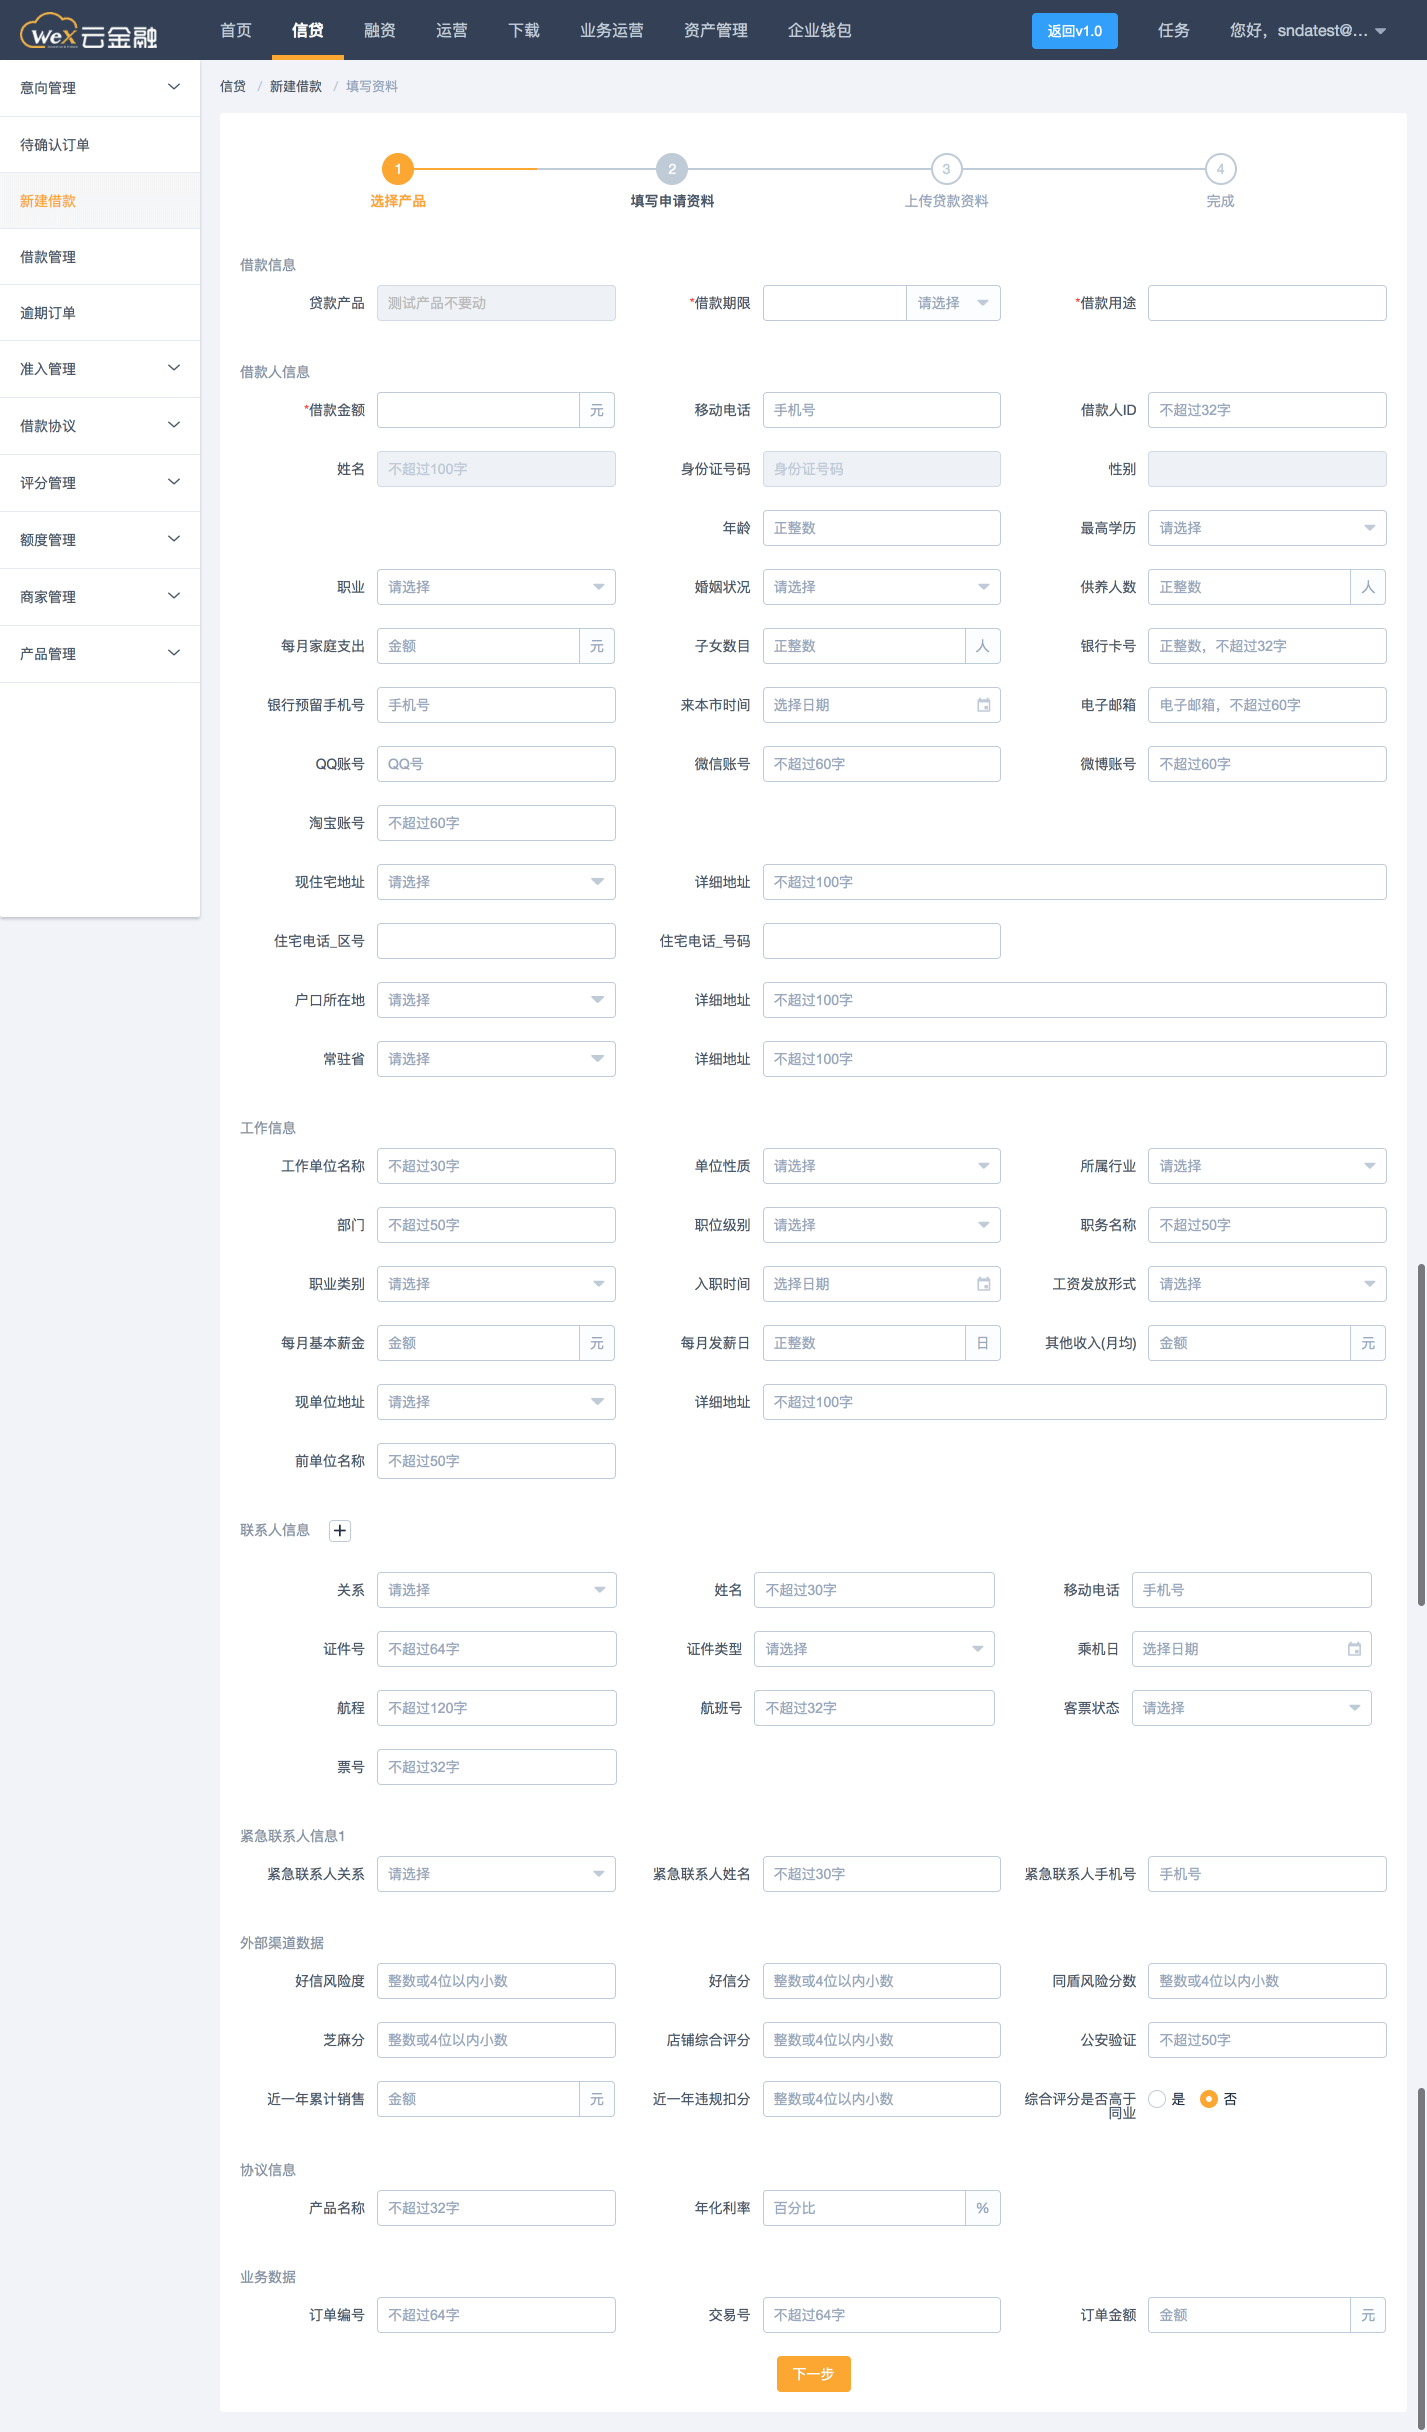 WeX云金融 首页 信贷 融资 运营 下载 业务运营 资产管理 企业钱包 返回v1.0 任务 您好，sndatest@...
意向管理
待确认订单
新建借款
借款管理
逾期订单
准入管理
借款协议
评分管理
额度管理
商家管理
产品管理
信贷 / 新建借款 / 填写资料
1 2 3 4
选择产品 填写申请资料 上传贷款资料 完成
借款信息
贷款产品 测试产品不要动 *借款期限 请选择 *借款用途
借款人信息
*借款金额 元 移动电话 手机号 借款人ID 不超过32字
姓名 不超过100字 身份证号码 身份证号码 性别
年龄 正整数 最高学历 请选择
职业 请选择 婚姻状况 请选择 供养人数 正整数 人
每月家庭支出 金额 元 子女数目 正整数 人 银行卡号 正整数，不超过32字
银行预留手机号 手机号 来本市时间 选择日期 电子邮箱 电子邮箱，不超过60字
QQ账号 QQ号 微信账号 不超过60字 微博账号 不超过60字
淘宝账号 不超过60字
现住宅地址 请选择 详细地址 不超过100字
住宅电话_区号 住宅电话_号码
户口所在地 请选择 详细地址 不超过100字
常驻省 请选择 详细地址 不超过100字
工作信息
工作单位名称 不超过30字 单位性质 请选择 所属行业 请选择
部门 不超过50字 职位级别 请选择 职务名称 不超过50字
职业类别 请选择 入职时间 选择日期 工资发放形式 请选择
每月基本薪金 金额 元 每月发薪日 正整数 日 其他收入(月均) 金额 元
现单位地址 请选择 详细地址 不超过100字
前单位名称 不超过50字
联系人信息
关系 请选择 姓名 不超过30字 移动电话 手机号
证件号 不超过64字 证件类型 请选择 乘机日 选择日期
航程 不超过120字 航班号 不超过32字 客票状态 请选择
票号 不超过32字
紧急联系人信息1
紧急联系人关系 请选择 紧急联系人姓名 不超过30字 紧急联系人手机号 手机号
外部渠道数据
好信风险度 整数或4位以内小数 好信分 整数或4位以内小数 同盾风险分数 整数或4位以内小数
芝麻分 整数或4位以内小数 店铺综合评分 整数或4位以内小数 公安验证 不超过50字
近一年累计销售 金额 元 近一年违规扣分 整数或4位以内小数 综合评分是否高于 是 否
同业
协议信息
产品名称 不超过32字 年化利率 百分比 %
业务数据
订单编号 不超过64字 交易号 不超过64字 订单金额 金额 元
下一步